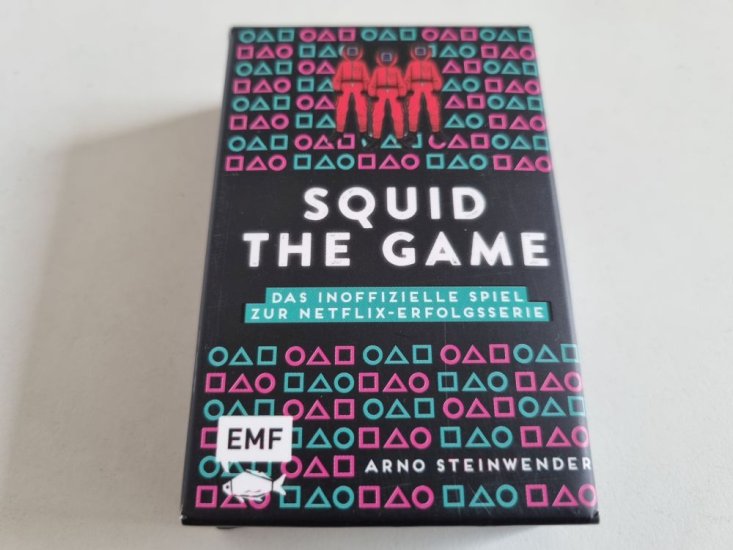 SQUID
THE GAME
DAS INOFFIZIELLE SPIEL
ZUR NETFLIX-ERFOLGSSERIE
EMF
ARNO STEINWENDER